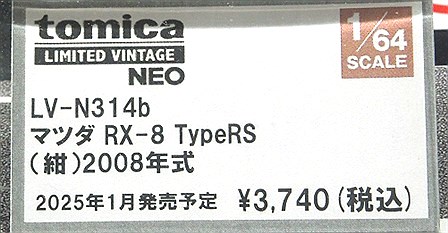 tomica
LIMITED VINTAGE
NEO
1/64
SCALE
LV-N314b
マツダ RX-8 TypeRS
(紺)2008年式
2025年1月発売予定 ¥3,740(税込)